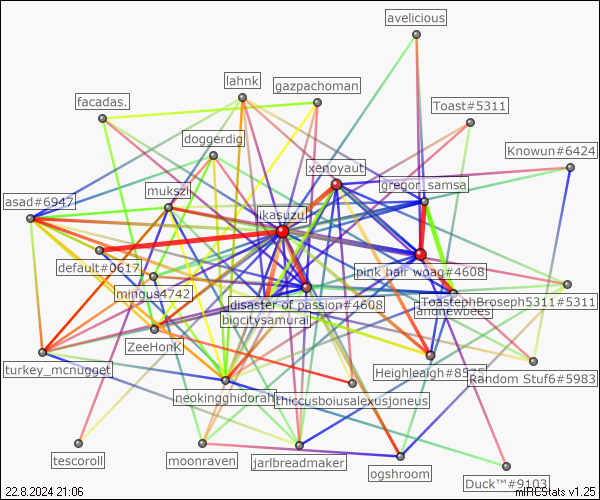 avelicious
lahnk
gazpachoman
facadas.
Toast#5311
doggerdig
Knowun#6424
xenoyaut
mukszi
gregor_samsa
asad#6947
ikasuzu
default#0617
pink hair woag#4608
mingus4742
disaster of passion#4608
ToastephBroseph5311#5311
andnewbees
bigcitysamurai
ZeeHonK
turkey_mcnugget
Heighleaigh#8575
Random Stuf6#5983
neokingghidorah
thiccusboiusalexusjoneus
tescoroll
moonraven
jarlbreadmaker
ogshroom
Duck™#9103
22.8.2024 21:06
mIRCStats v1.25